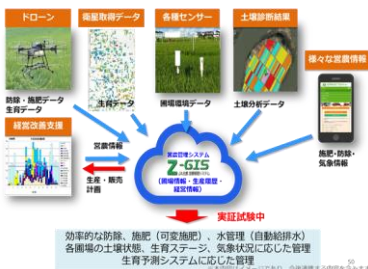 ドローン
衛星取得データ
各種センサー
土壌診断結果
様々な営農情報
防除・施肥データ
生育データ
生育データ
圃場環境データ
土壌分析データ
経営改善支援
営農情報
生産・販売
計画
営農管理システム
Z-GIS
(圃場情報・生産履歴・
経営情報)
施肥・防除・
気象情報
実証試験中
効率的な防除、施肥(可変施肥)、水管理(自動給排水)
各圃場の土壌状態、生育ステージ、気象状況に応じた管理
生育予測システムに応じた管理
50